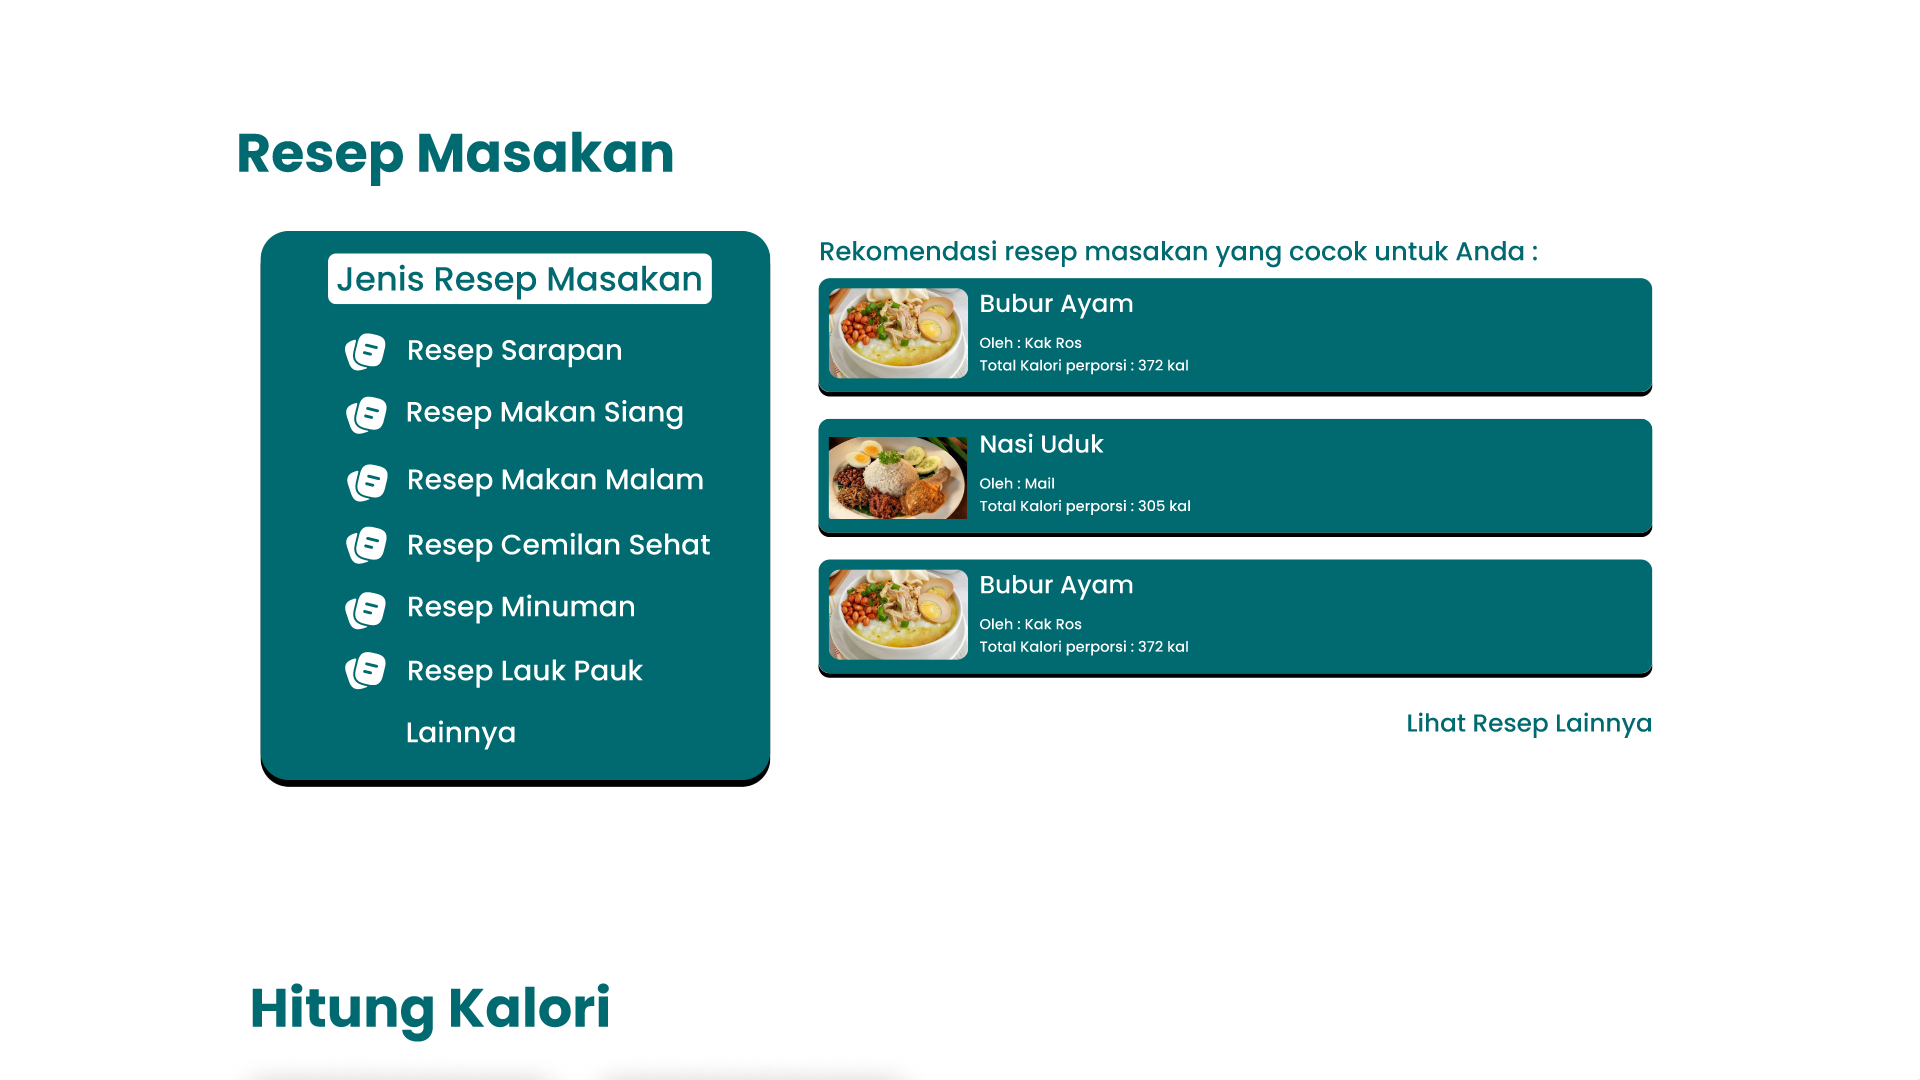 Resep Masakan
Jenis Resep Masakan
Resep Sarapan
Resep Makan Siang
Resep Makan Malam
Resep Cemilan Sehat
Resep Minuman
Resep Lauk Pauk
Lainnya
Rekomendasi resep masakan yang cocok untuk Anda :
Bubur Ayam
Oleh : Kak Ros
Total Kalori perporsi : 372 kal
Nasi Uduk
Oleh : Mail
Total Kalori perporsi : 305 kal
Bubur Ayam
Oleh : Kak Ros
Total Kalori perporsi : 372 kal
Lihat Resep Lainnya
Hitung Kalori